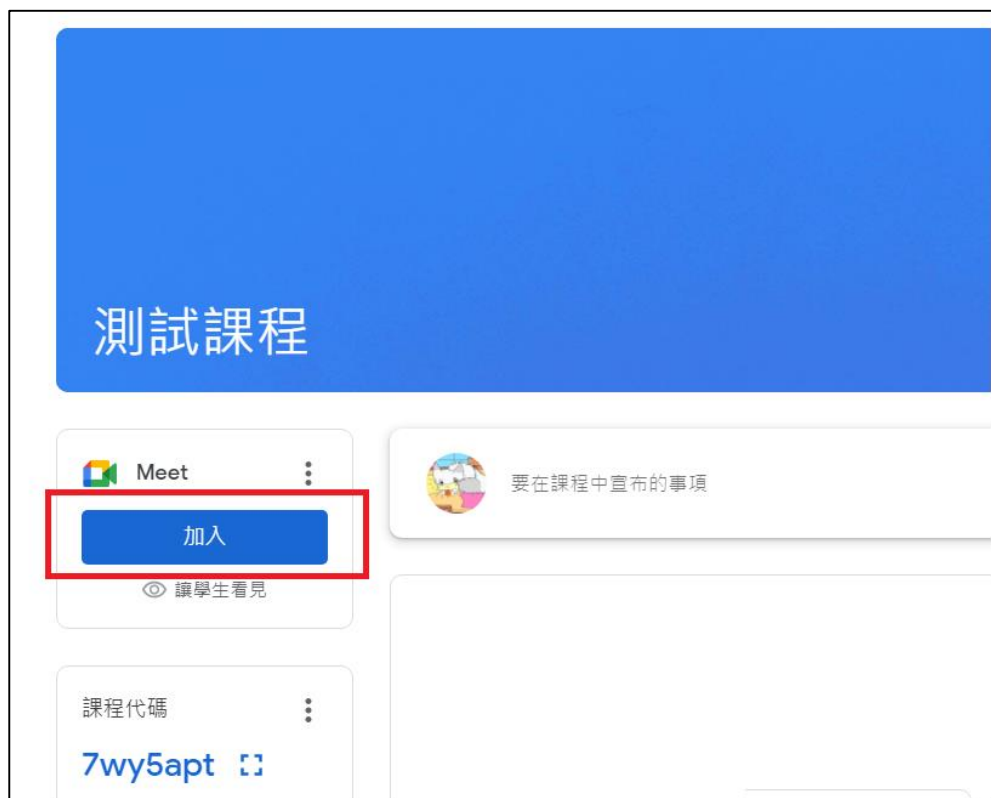 測試課程
Meet
加入
讓學生看見
要在課程中宣布的事項
課程代碼
7wy5apt